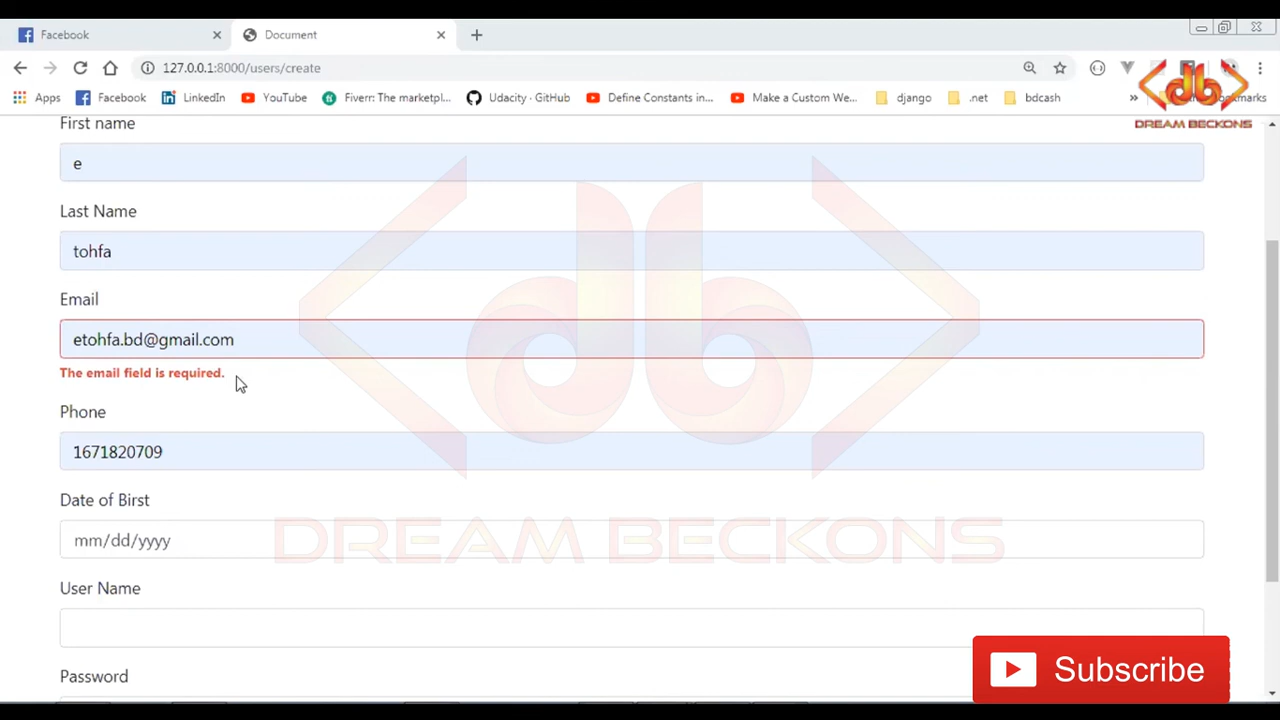 Facebook
Document
127.0.0.1:8000/users/create
Apps
Facebook
LinkedIn
YouTube
Fiverr: The marketpl...
Udacity · GitHub
Define Constants in...
Make a Custom We...
django
.net
bdcash
»
DREAM BECKONS
First name
e
Last Name
tohfa
Email
etohfa.bd@gmail.com
The email field is required.
Phone
1671820709
Date of Birst
mm/dd/yyyy
DREAM BECKONS
User Name
Subscribe
Password